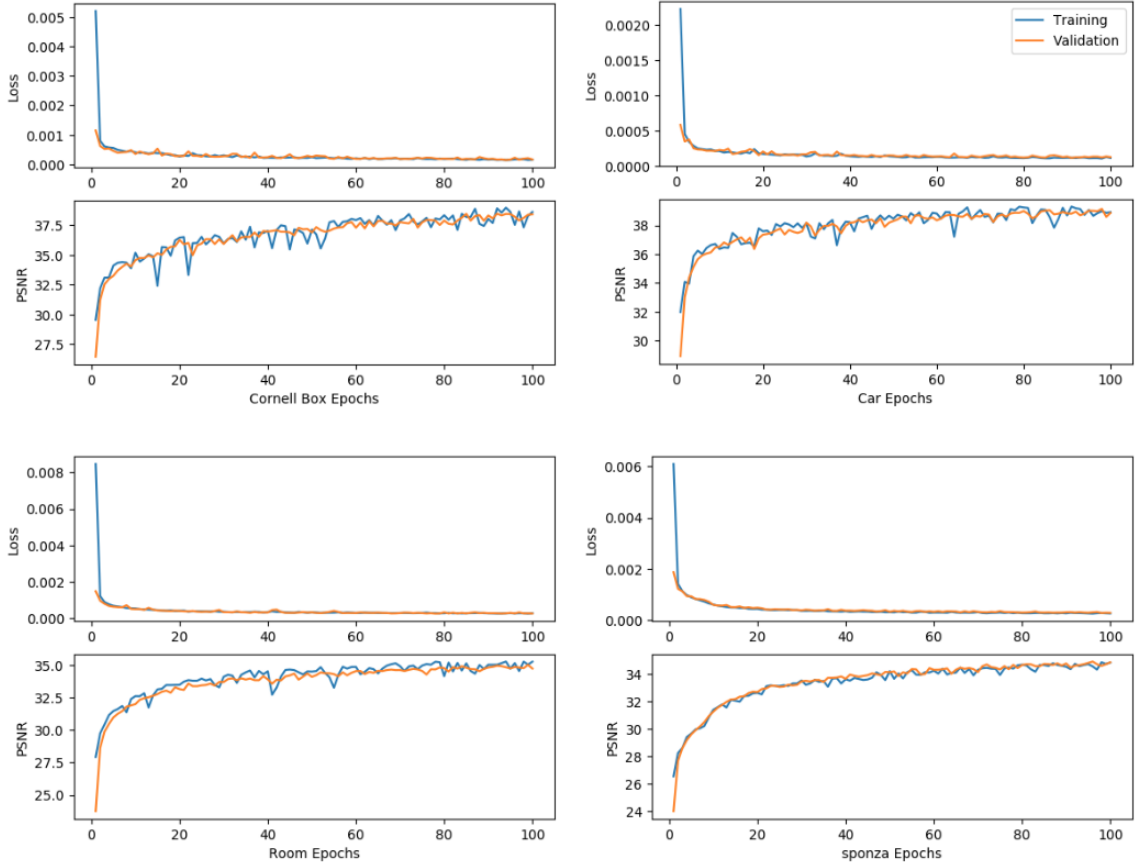 0.005
0.004
0.003
0.002
0.001
0.000
Loss
0 20 40 60 80 100
37.5
35.0
32.5
30.0
27.5
PSNR
0 20 40 60 80 100
Cornell Box Epochs
Training
Validation
0.0020
0.0015
0.0010
0.0005
0.0000
Loss
0 20 40 60 80 100
38
36
34
32
30
PSNR
0 20 40 60 80 100
Car Epochs
0.008
0.006
0.004
0.002
0.000
Loss
0 20 40 60 80 100
35.0
32.5
30.0
27.5
25.0
PSNR
0 20 40 60 80 100
Room Epochs
0.006
0.004
0.002
0.000
Loss
0 20 40 60 80 100
34
32
30
28
26
24
PSNR
0 20 40 60 80 100
sponza Epochs